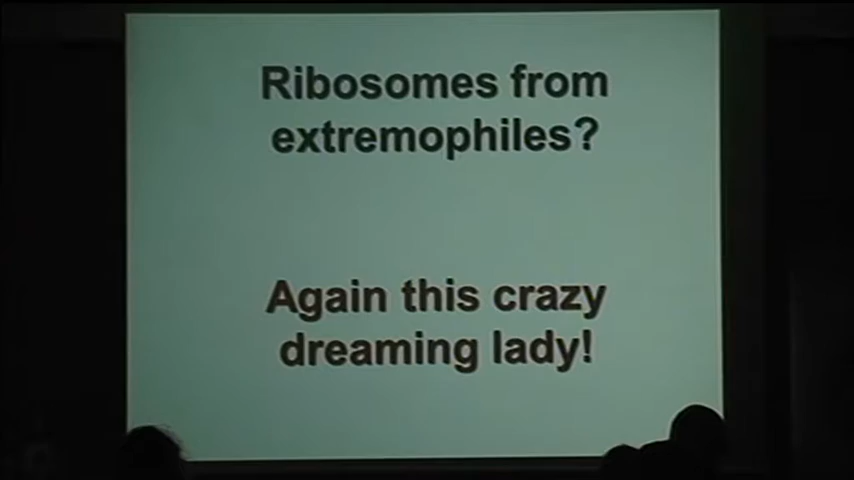 Ribosomes from
extremophiles?
Again this crazy
dreaming lady!